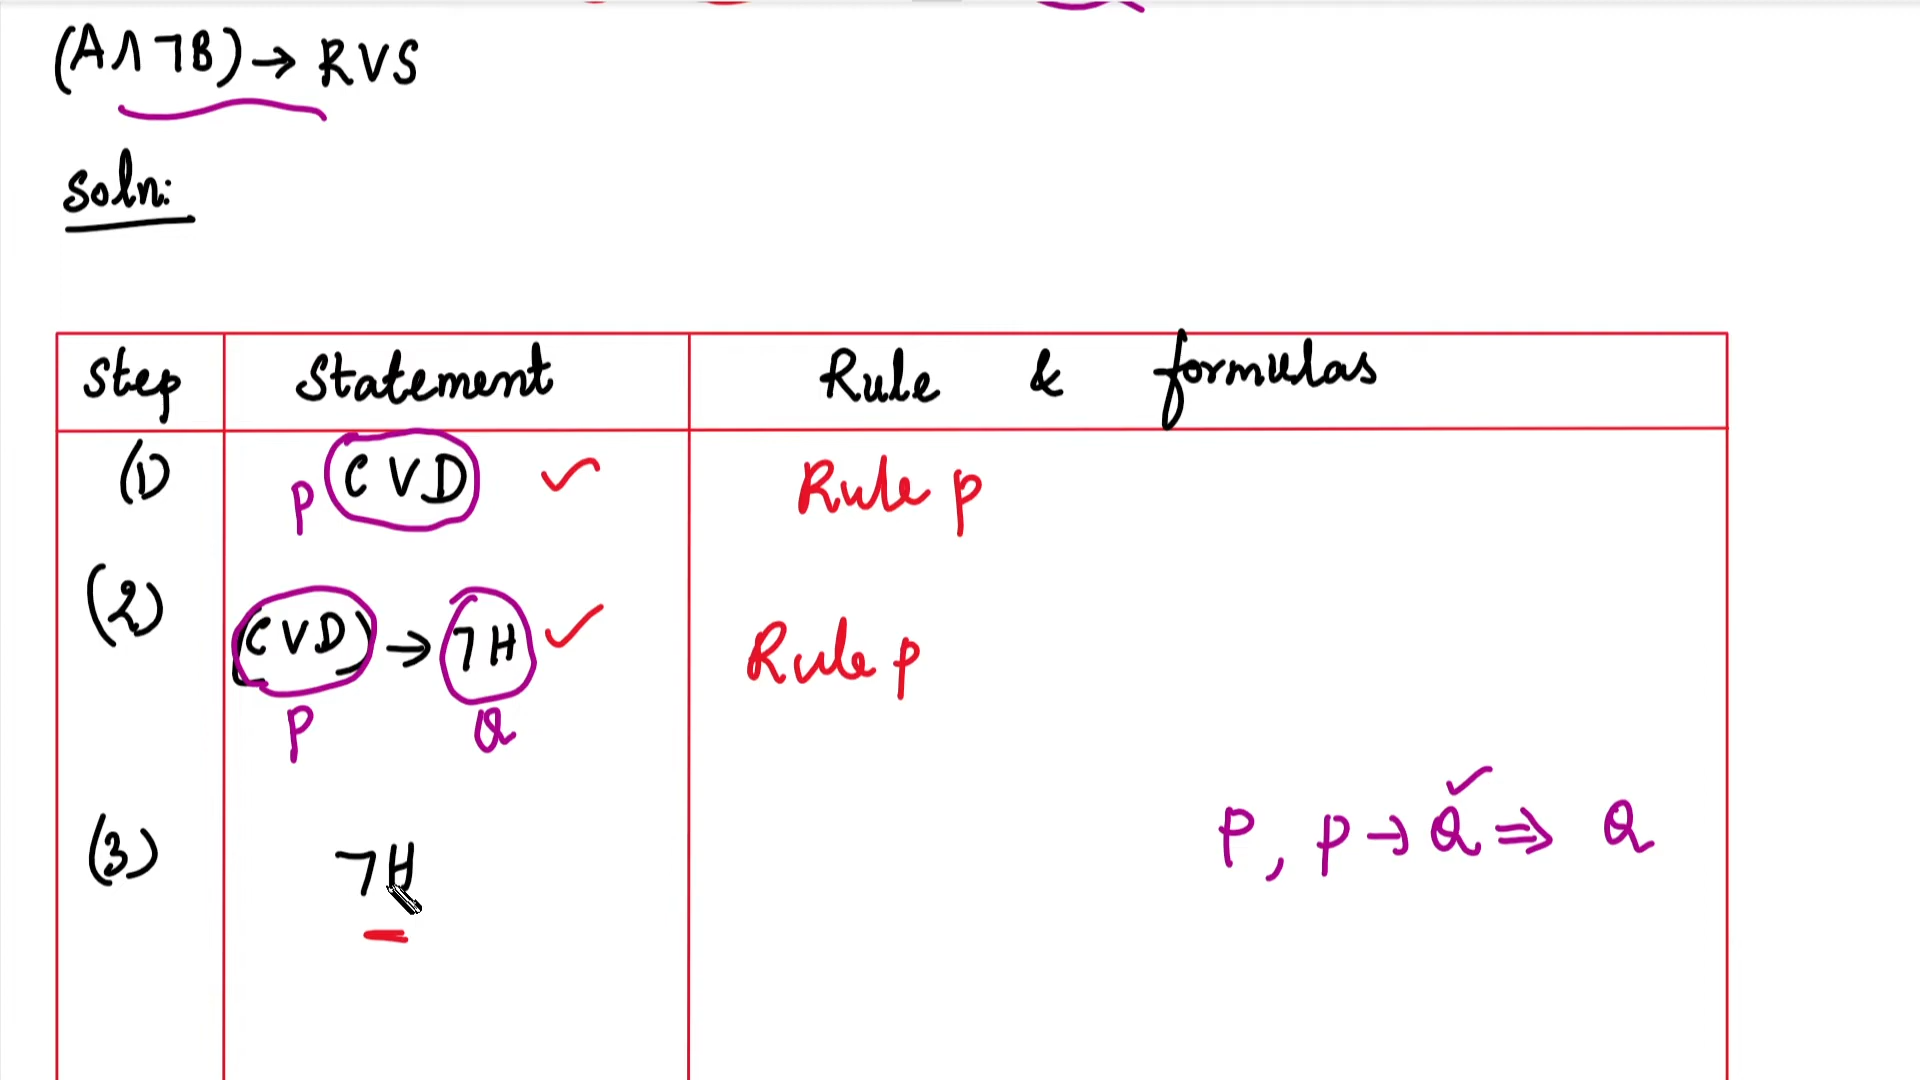 (A∧¬B)→ R∨S
Soln:
Step Statement Rule & formulas
(1) P C∨D ✓ Rule p
(2) (C∨D)→¬H ✓ Rule p
P Q
(3) ¬H P, P→Q ✓ ⇒ Q